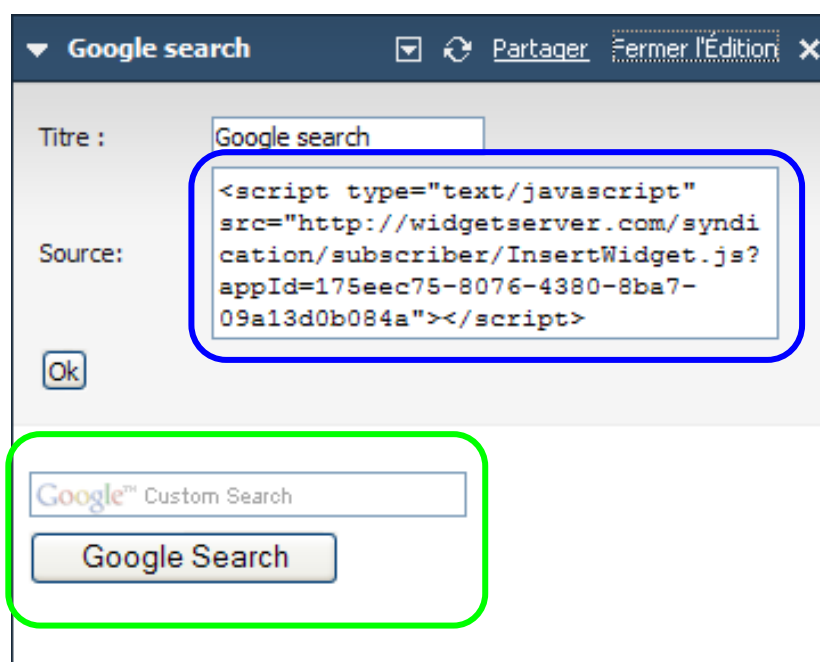 Google search Partager Fermer l'Édition
Titre : Google search
<script type="text/javascript"
src="http://widgetserver.com/syndi
Source: cation/subscriber/InsertWidget.js?
appId=175eec75-8076-4380-8ba7-
09a13d0b084a"></script>
Ok
Google™ Custom Search
Google Search